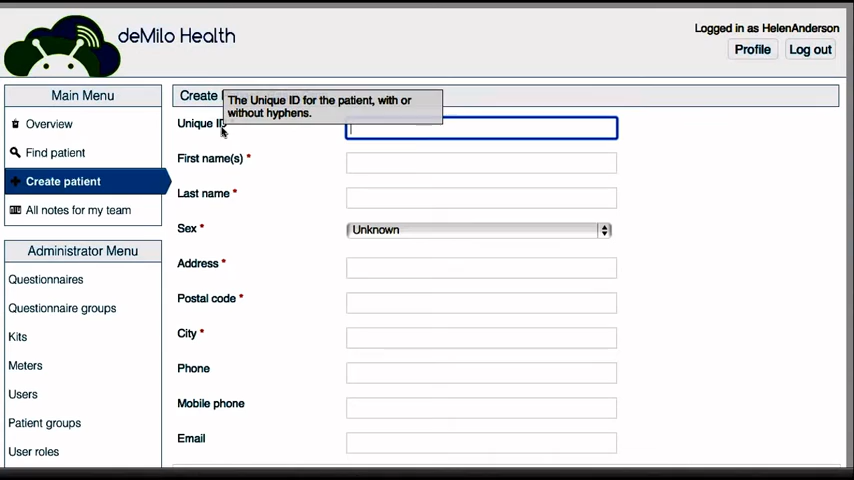 deMilo Health
Logged in as HelenAnderson
Profile
Log out
Main Menu
Overview
Find patient
Create patient
All notes for my team
Administrator Menu
Questionnaires
Questionnaire groups
Kits
Meters
Users
Patient groups
User roles
Create
The Unique ID for the patient, with or
without hyphens.
Unique ID
First name(s) *
Last name *
Sex *
Unknown
Address *
Postal code *
City *
Phone
Mobile phone
Email